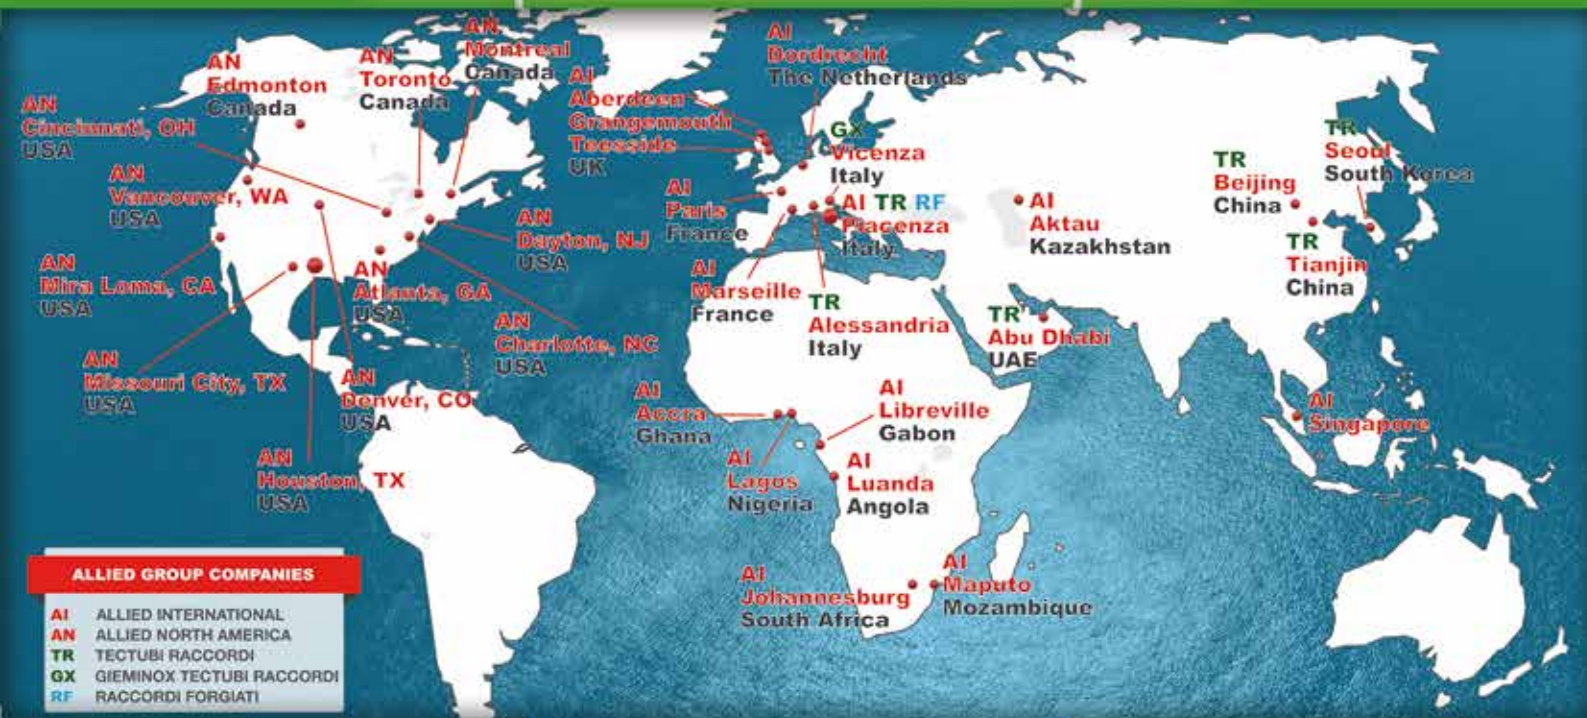 AN
Edmonton
Canada
AN
Toronto
Canada
AN
Montreal
Canada
AN
Cincinnati, OH
USA
AN
Vancouver, WA
USA
AN
Mira Loma, CA
USA
AN
Missouri City, TX
USA
AN
Houston, TX
USA
AN
Denver, CO
USA
AN
Atlanta, GA
USA
AN
Dayton, NJ
USA
AN
Charlotte, NC
USA
AI
Aberdeen
Grangemouth
Teesside
UK
AI
Dordrecht
The Netherlands
GX
Vicenza
Italy
AI
Paris
France
AI TR RF
Piacenza
Italy
AI
Marseille
France
TR
Alessandria
Italy
AI
Aktau
Kazakhstan
TR
Beijing
China
TR
Seoul
South Korea
TR
Tianjin
China
TR
Abu Dhabi
UAE
AI
Accra
Ghana
AI
Lagos
Nigeria
AI
Libreville
Gabon
AI
Luanda
Angola
AI
Singapore
AI
Johannesburg
South Africa
AI
Maputo
Mozambique
ALLIED GROUP COMPANIES
AI ALLIED INTERNATIONAL
AN ALLIED NORTH AMERICA
TR TECTUBI RACCORDI
GX GIEMINOX TECTUBI RACCORDI
RF RACCORDI FORGIATI